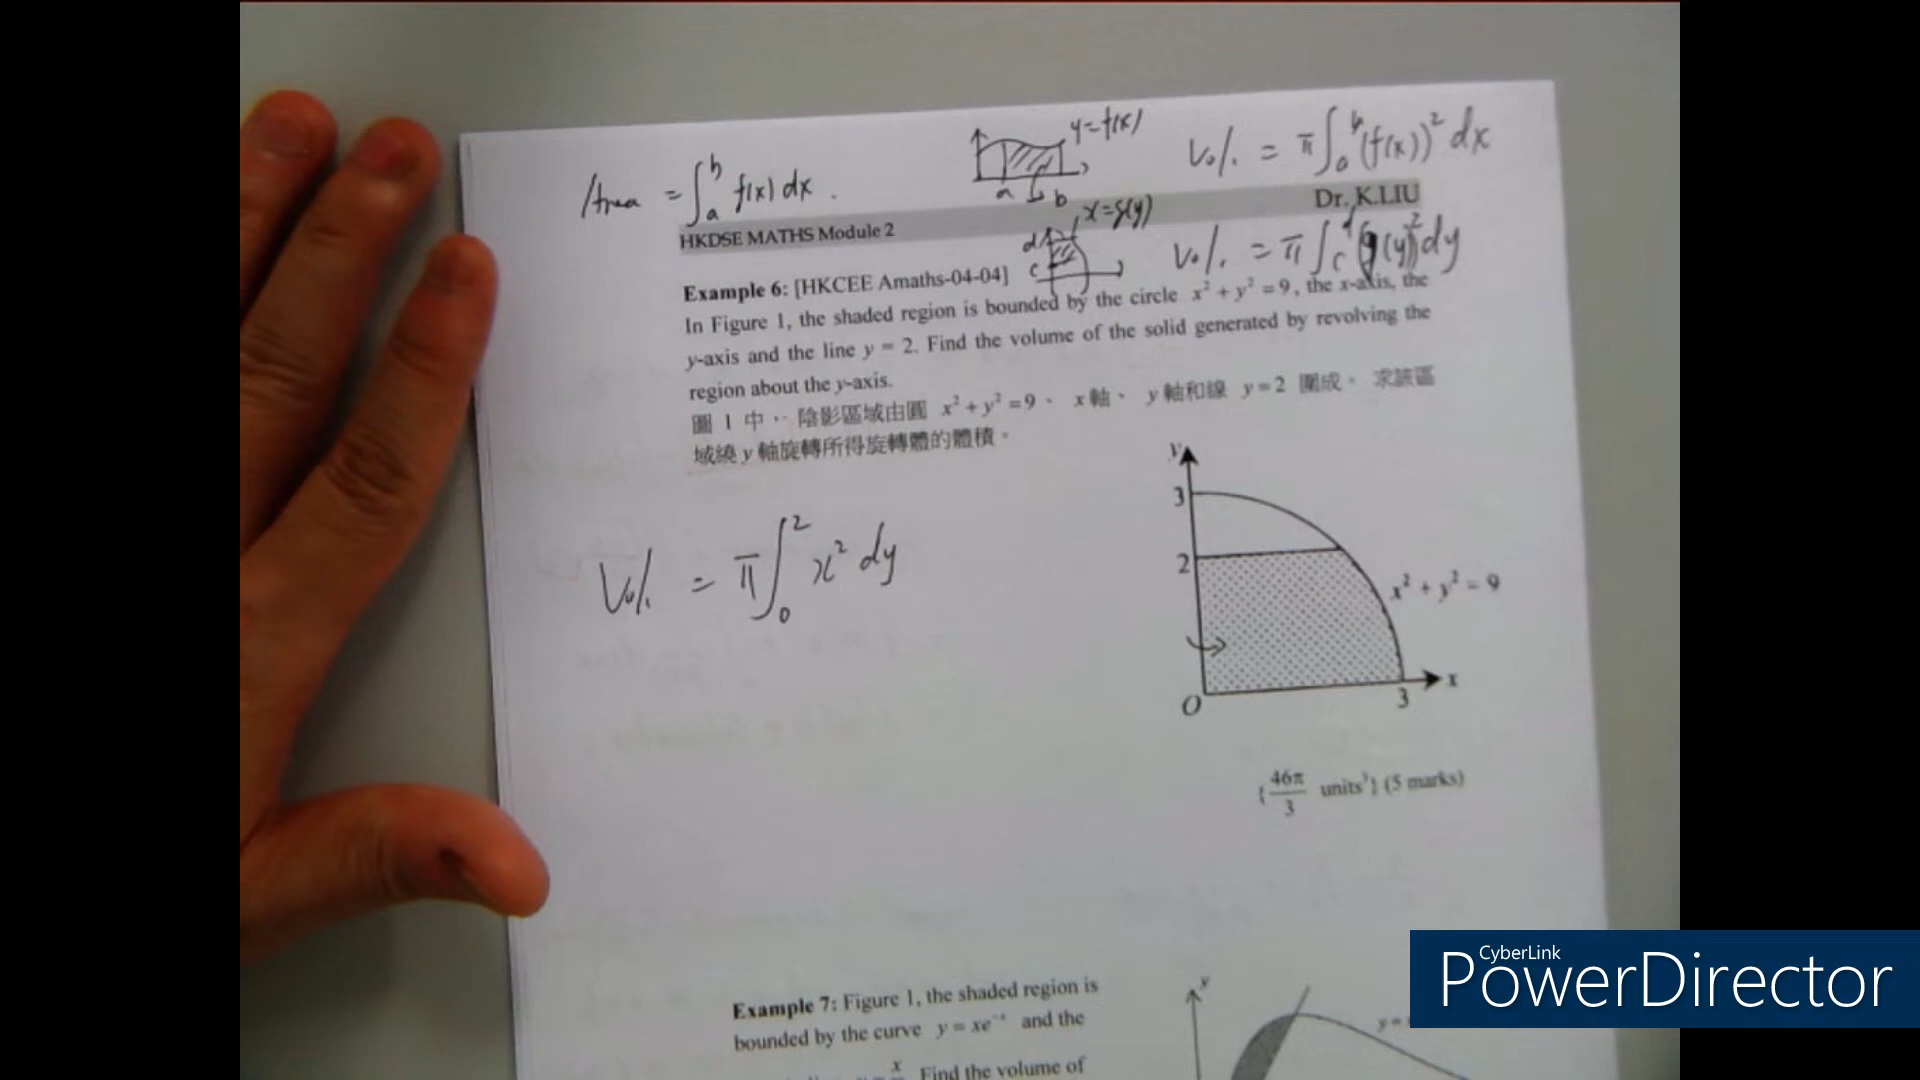 Area = ∫_a^b f(x) dx.
y=f(x)
a b
Vol. = π∫_a^b (f(x))² dx
HKDSE MATHS Module 2
Dr. K.LIU
x=g(y)
d
c
Vol. = π∫_c^d (g(y))² dy
Example 6: [HKCEE Amaths-04-04]
In Figure 1, the shaded region is bounded by the circle x² + y² = 9, the x-axis, the
y-axis and the line y = 2. Find the volume of the solid generated by revolving the
region about the y-axis.
圖 1 中，陰影區域由圓 x² + y² = 9、 x 軸、 y 軸和線 y = 2 圍成。 求該區
域繞 y 軸旋轉所得旋轉體的體積。
Vol. = π∫_0^2 x² dy
y
3
2
x² + y² = 9
O
3
x
{46π/3 units³} (5 marks)
Example 7: Figure 1, the shaded region is
bounded by the curve y = xe⁻ˣ and the
y
y =
x
Find the volume of
CyberLink
PowerDirector